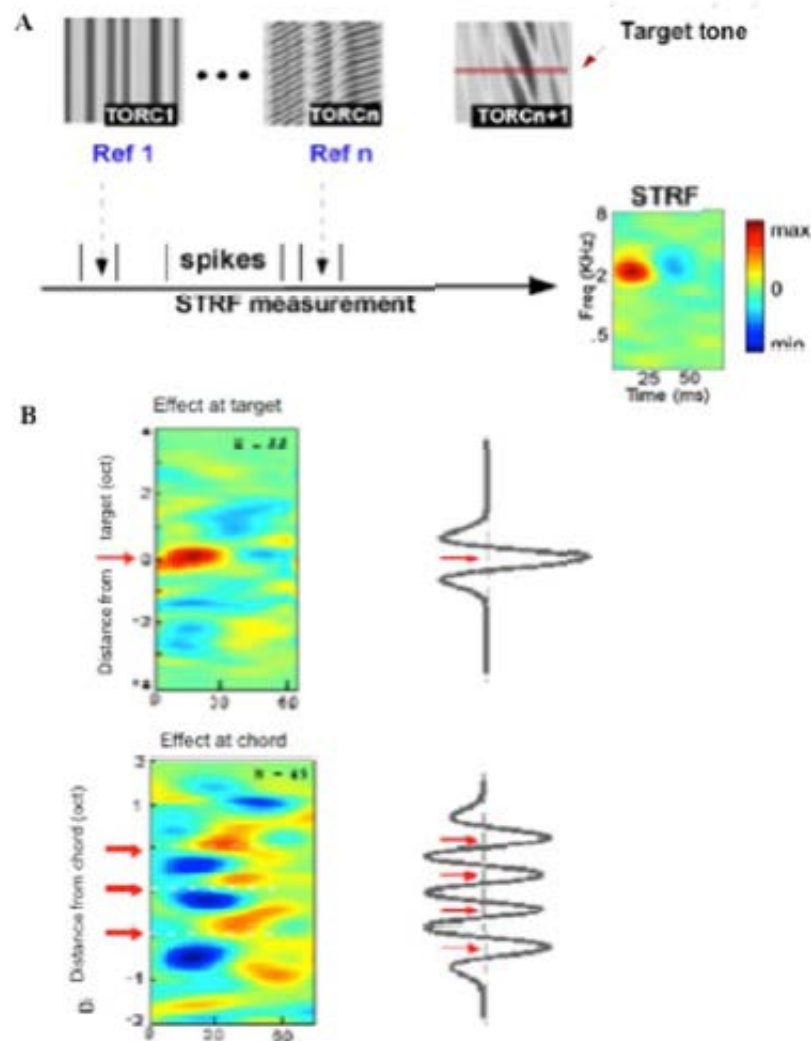 A
Target tone
TORC1
TORCn
TORCn+1
Ref 1
Ref n
spikes
STRF measurement
STRF
8
2
.5
Freq (KHz)
25 50
Time (ms)
max
0
min
B
Effect at target
Distance from target (oct)
2
0
-2
0 30 60
Effect at chord
Distance from chord (oct)
2
1
-1
-2
0 30 60